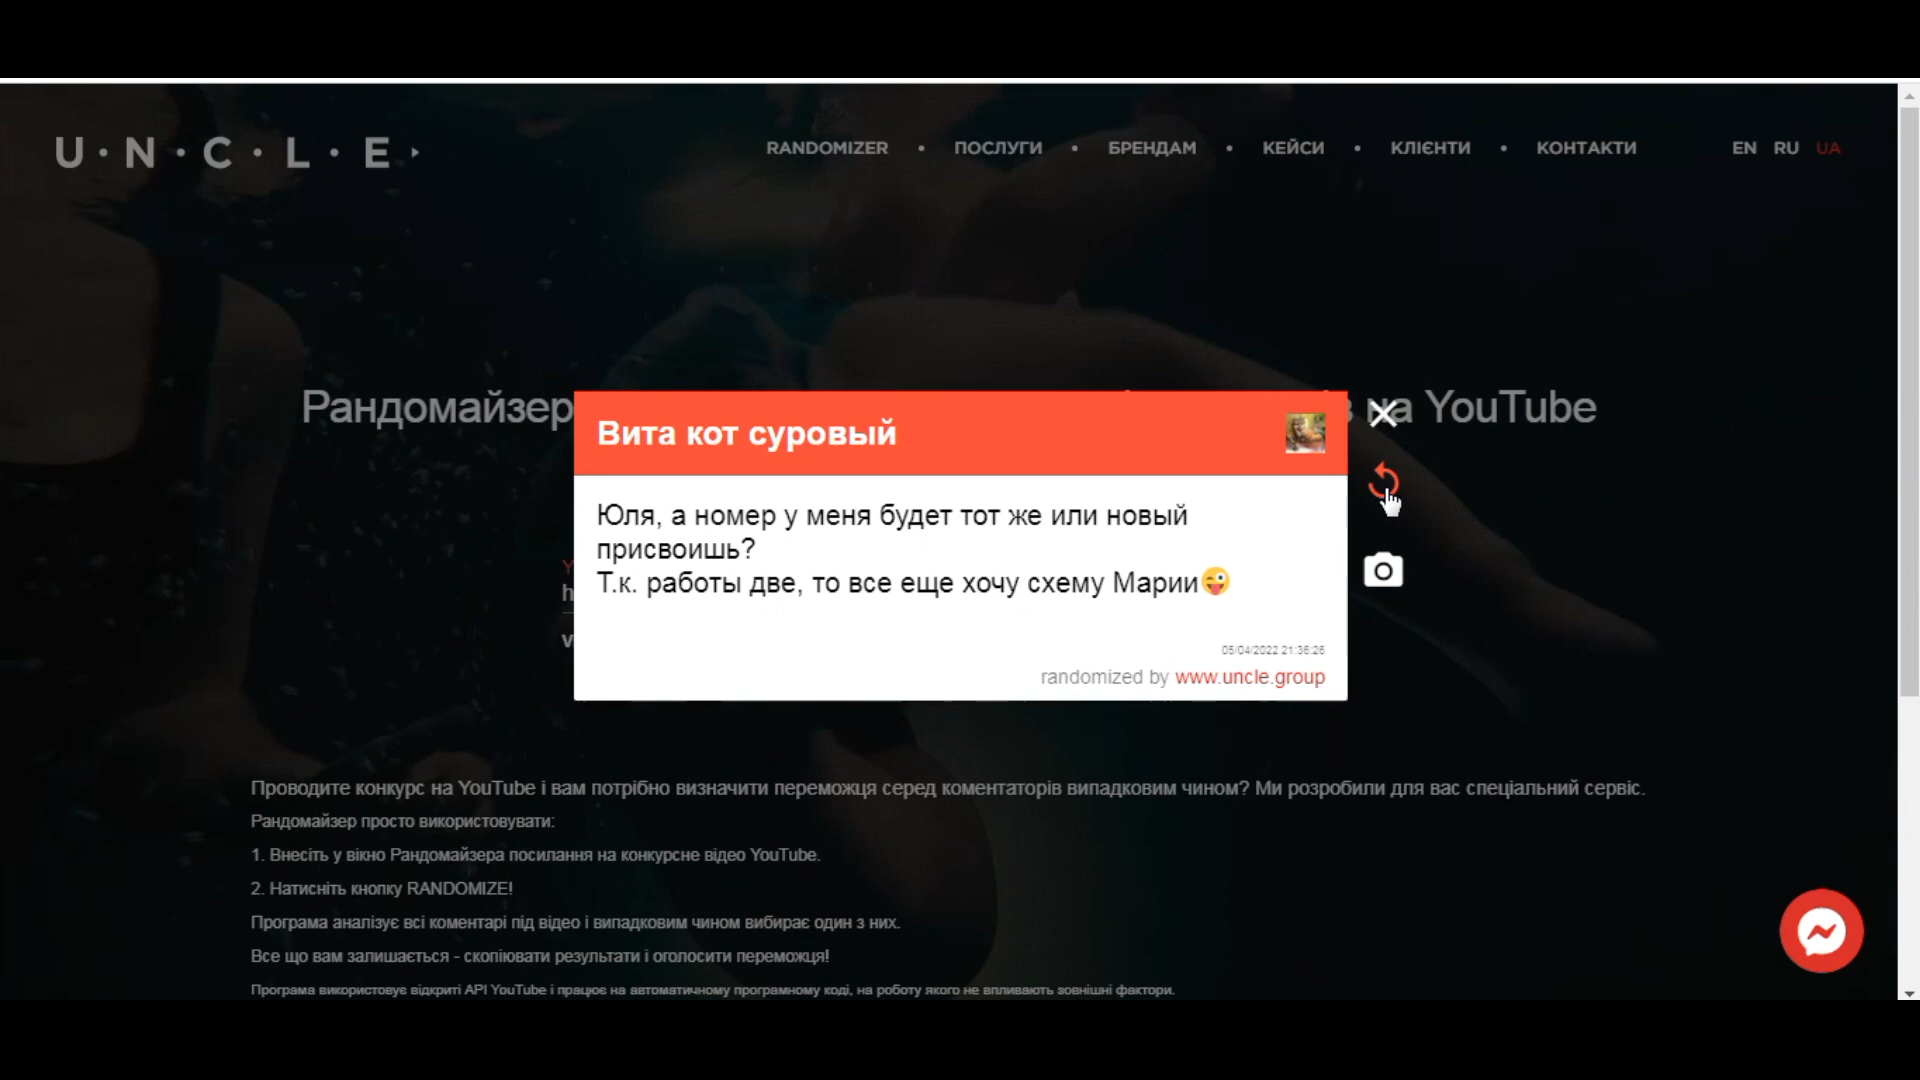 U·N·C·L·E
RANDOMIZER • ПОСЛУГИ • БРЕНДАМ • КЕЙСИ • КЛІЄНТИ • КОНТАКТИ EN RU UA
Рандомайзер на YouTube
Вита кот суровый
Юля, а номер у меня будет тот же или новый
присвоишь?
Т.к. работы две, то все еще хочу схему Марии😜
05/04/2022 21:36:26
randomized by www.uncle.group
Проводите конкурс на YouTube і вам потрібно визначити переможця серед коментаторів випадковим чином? Ми розробили для вас спеціальний сервіс.
Рандомайзер просто використовувати:
1. Внесіть у вікно Рандомайзера посилання на конкурсне відео YouTube.
2. Натисніть кнопку RANDOMIZE!
Програма аналізує всі коментарі під відео і випадковим чином вибирає один з них.
Все що вам залишається - скопіювати результати і оголосити переможця!
Програма використовує відкриті API YouTube і працює на автоматичному програмному коді, на роботу якого не впливають зовнішні фактори.